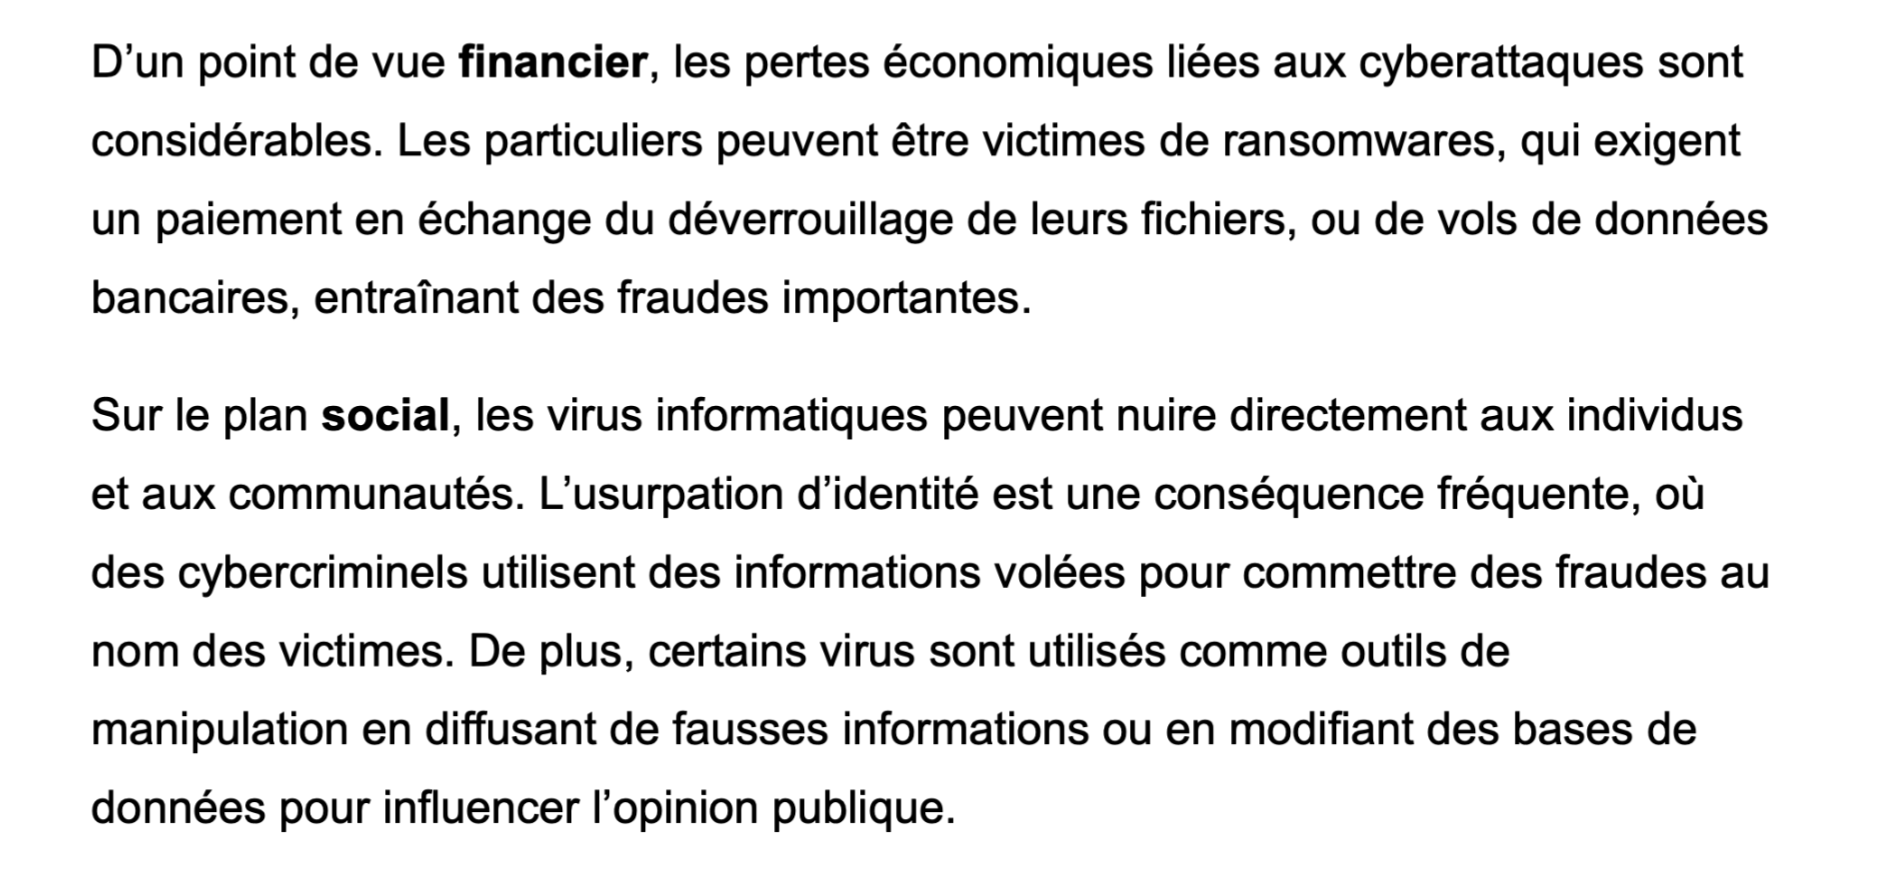 D’un point de vue financier, les pertes économiques liées aux cyberattaques sont
considérables. Les particuliers peuvent être victimes de ransomwares, qui exigent
un paiement en échange du déverrouillage de leurs fichiers, ou de vols de données
bancaires, entraînant des fraudes importantes.
Sur le plan social, les virus informatiques peuvent nuire directement aux individus
et aux communautés. L’usurpation d’identité est une conséquence fréquente, où
des cybercriminels utilisent des informations volées pour commettre des fraudes au
nom des victimes. De plus, certains virus sont utilisés comme outils de
manipulation en diffusant de fausses informations ou en modifiant des bases de
données pour influencer l’opinion publique.